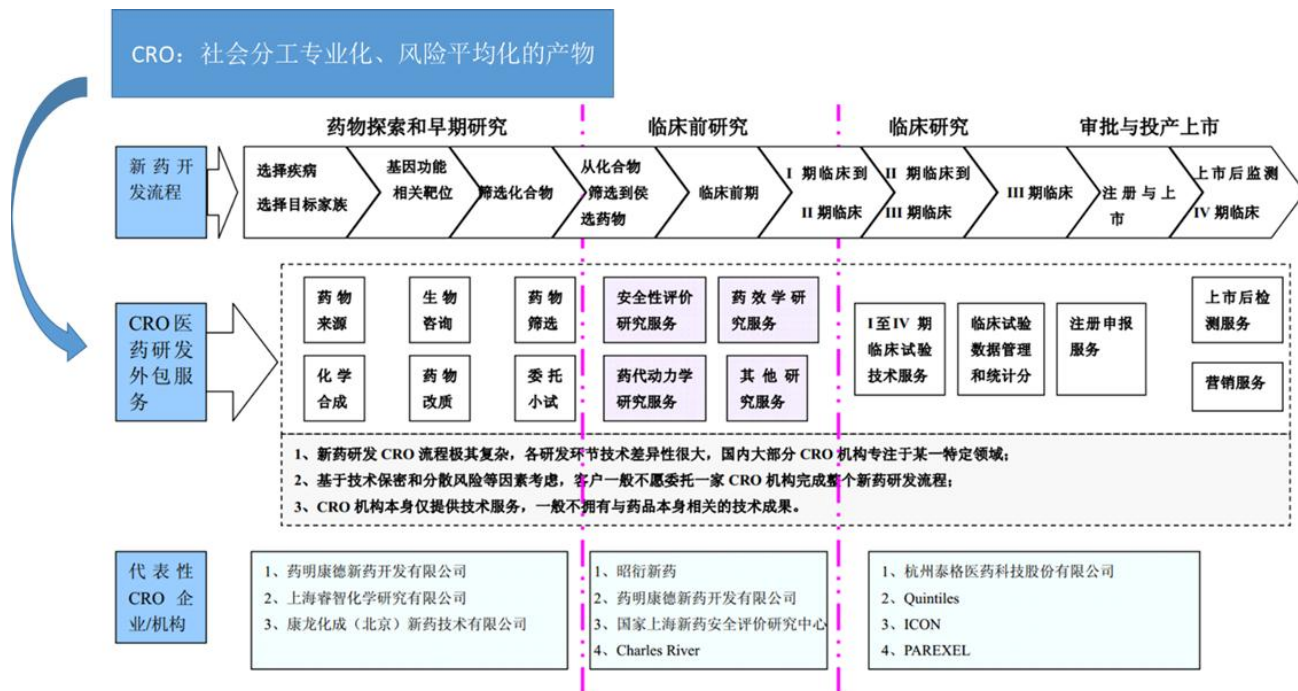 CRO：社会分工专业化、风险平均化的产物
药物探索和早期研究
临床前研究
临床研究
审批与投产上市
新药开
发流程
选择疾病
选择目标家族
基因功能
相关靶位
筛选化合物
从化合物
筛选到侯
选药物
临床前期
I 期临床到
II 期临床
II 期临床到
III 期临床
III 期临床
注册与上
市
上市后监测
IV 期临床
CRO 医
药研发
外包服
务
药物
来源
生物
咨询
药物
筛选
化学
合成
药物
改质
委托
小试
安全性评价
研究服务
药效学研
究服务
药代动力学
研究服务
其他研
究服务
I至IV 期
临床试验
技术服务
临床试验
数据管理
和统计分
注册申报
服务
上市后检
测服务
营销服务
1、新药研发 CRO 流程极其复杂，各研发环节技术差异性很大，国内大部分 CRO 机构专注于某一特定领域；
2、基于技术保密和分散风险等因素考虑，客户一般不愿委托一家 CRO 机构完成整个新药研发流程；
3、CRO 机构本身仅提供技术服务，一般不拥有与药品本身相关的技术成果。
代表性
CRO 企
业/机构
1、药明康德新药开发有限公司
2、上海睿智化学研究有限公司
3、康龙化成（北京）新药技术有限公司
1、昭衍新药
2、药明康德新药开发有限公司
3、国家上海新药安全评价研究中心
4、Charles River
1、杭州泰格医药科技股份有限公司
2、Quintiles
3、ICON
4、PAREXEL